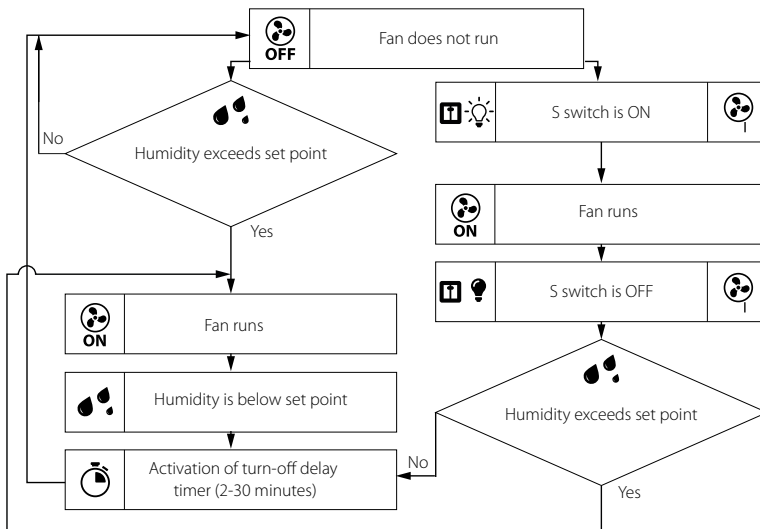 OFF
Fan does not run
Humidity exceeds set point
No
Yes
ON
Fan runs
Humidity is below set point
Activation of turn-off delay
timer (2-30 minutes)
S switch is ON
I
ON
Fan runs
S switch is OFF
I
Humidity exceeds set point
No
Yes